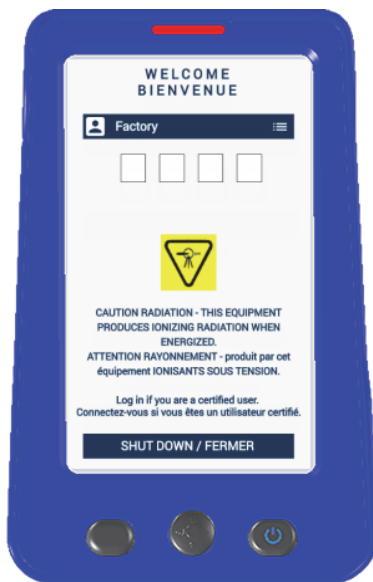 WELCOME
BIENVENUE
Factory
CAUTION RADIATION - THIS EQUIPMENT
PRODUCES IONIZING RADIATION WHEN
ENERGIZED.
ATTENTION RAYONNEMENT - produit par cet
équipement IONISANTS SOUS TENSION.
Log in if you are a certified user.
Connectez-vous si vous êtes un utilisateur certifié.
SHUT DOWN / FERMER